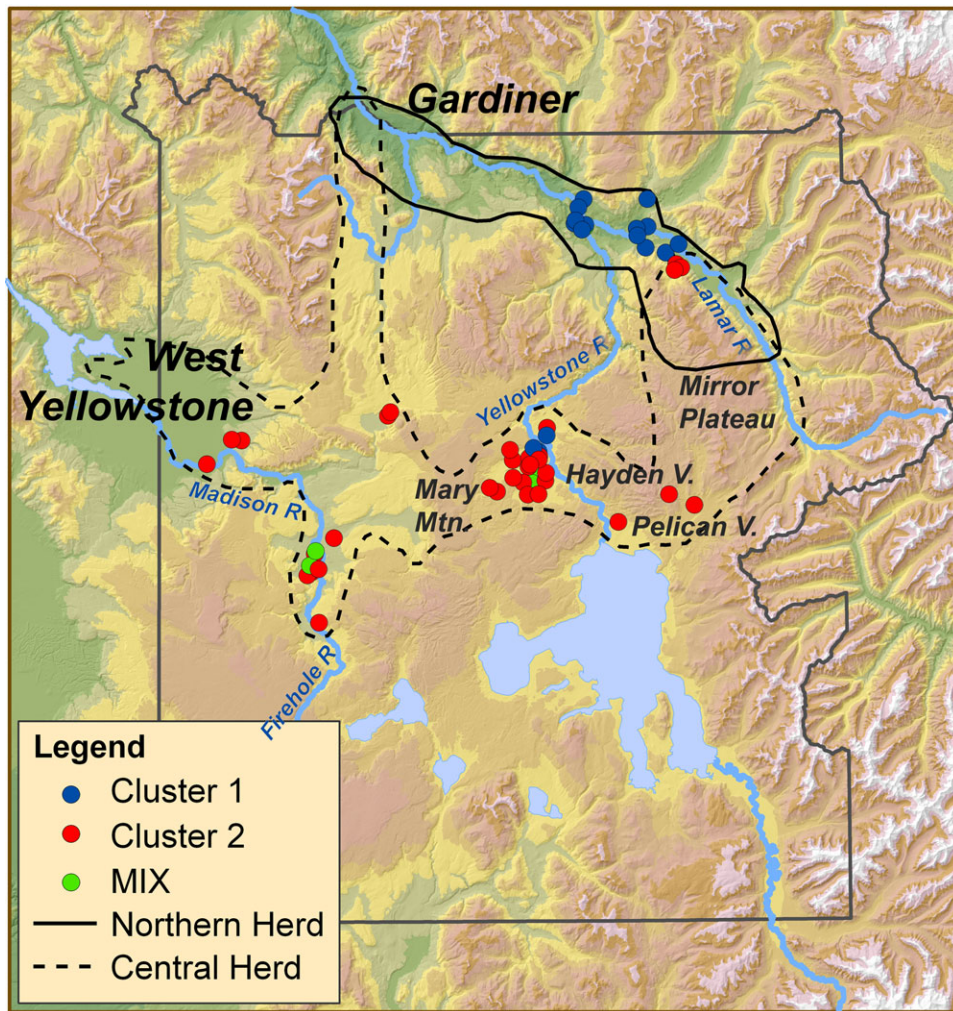 Gardiner
West
Yellowstone
Lamar R
Yellowstone R
Mirror
Plateau
Hayden V.
Mary
Mtn.
Madison R
Pelican V.
Firehole R
Legend
Cluster 1
Cluster 2
MIX
Northern Herd
Central Herd